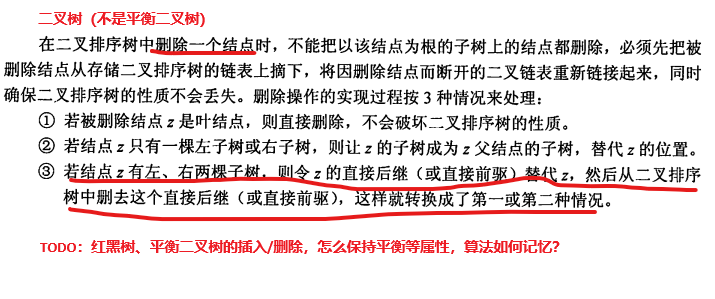 二叉树（不是平衡二叉树）
在二叉排序树中删除一个结点时，不能把以该结点为根的子树上的结点都删除，必须先把被
删除结点从存储二叉排序树的链表上摘下，将因删除结点而断开的二叉链表重新链接起来，同时
确保二叉排序树的性质不会丢失。删除操作的实现过程按 3 种情况来处理：
① 若被删除结点 z 是叶结点，则直接删除，不会破坏二叉排序树的性质。
② 若结点 z 只有一棵左子树或右子树，则让 z 的子树成为 z 父结点的子树，替代 z 的位置。
③ 若结点 z 有左、右两棵子树，则令 z 的直接后继（或直接前驱）替代 z，然后从二叉排序
树中删去这个直接后继（或直接前驱），这样就转换成了第一或第二种情况。
TODO：红黑树、平衡二叉树的插入/删除，怎么保持平衡等属性，算法如何记忆？